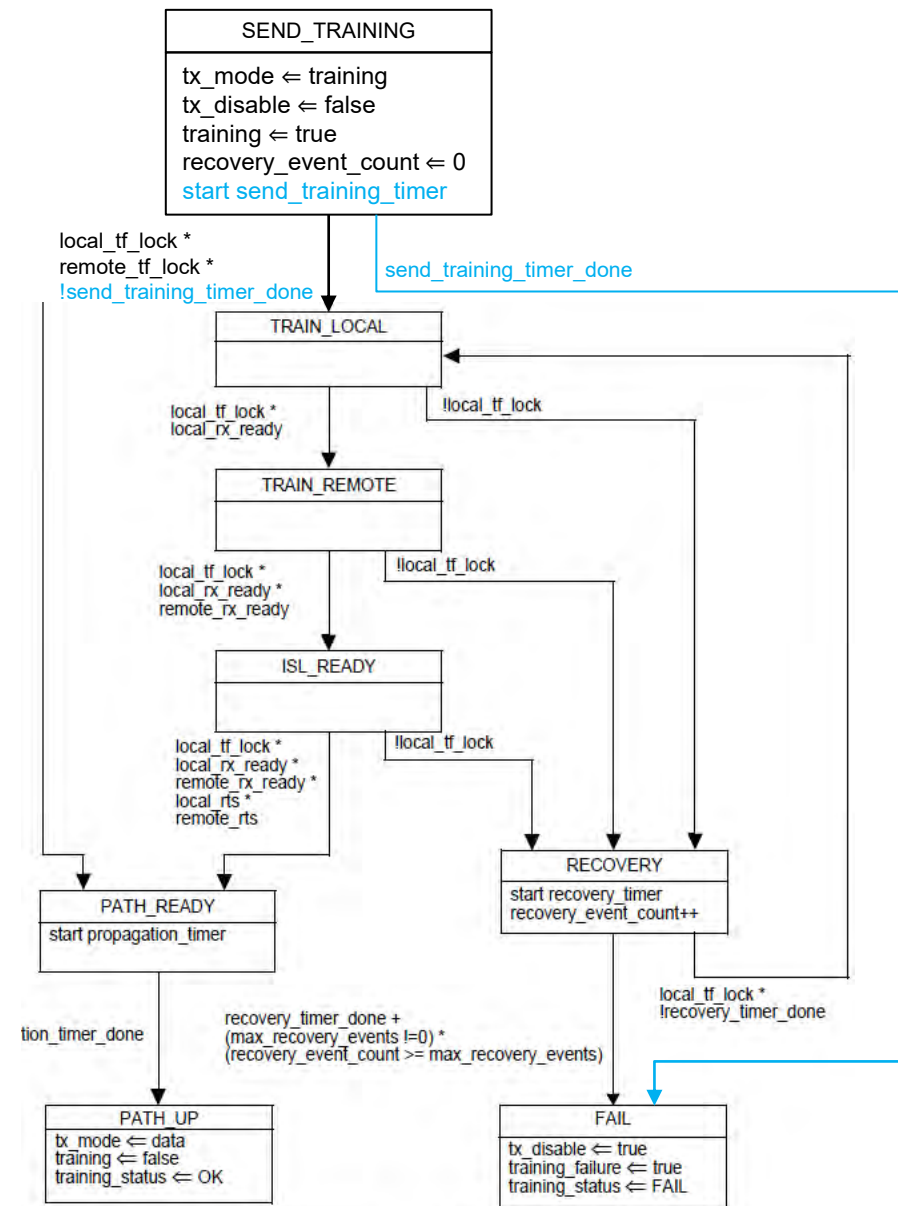 SEND_TRAINING
tx_mode ⇐ training
tx_disable ⇐ false
training ⇐ true
recovery_event_count ⇐ 0
start send_training_timer
local_tf_lock *
remote_tf_lock *
!send_training_timer_done
send_training_timer_done
TRAIN_LOCAL
local_tf_lock *
local_rx_ready
!local_tf_lock
TRAIN_REMOTE
local_tf_lock *
local_rx_ready *
remote_rx_ready
!local_tf_lock
ISL_READY
local_tf_lock *
local_rx_ready *
remote_rx_ready *
local_rts *
remote_rts
!local_tf_lock
RECOVERY
start recovery_timer
recovery_event_count++
PATH_READY
start propagation_timer
local_tf_lock *
!recovery_timer_done
tion_timer_done
recovery_timer_done +
(max_recovery_events !=0) *
(recovery_event_count >= max_recovery_events)
PATH_UP
tx_mode ⇐ data
training ⇐ false
training_status ⇐ OK
FAIL
tx_disable ⇐ true
training_failure ⇐ true
training_status ⇐ FAIL